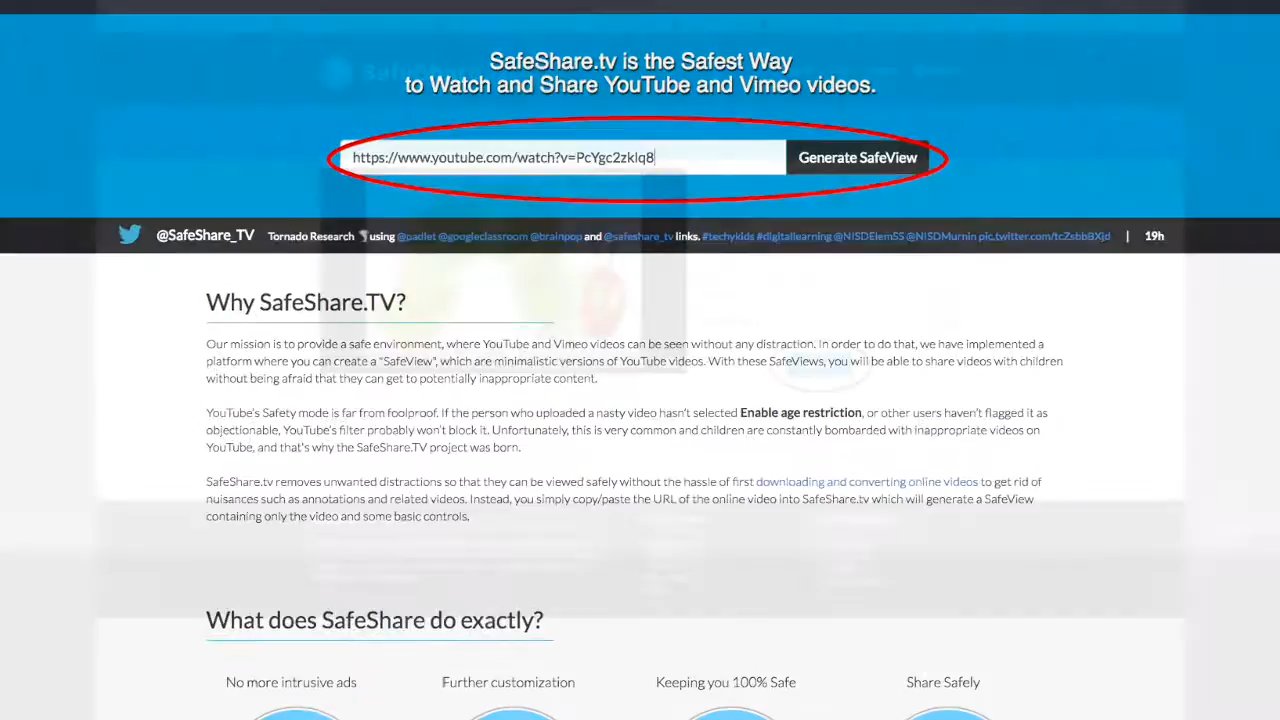 SafeShare.tv is the Safest Way
to Watch and Share YouTube and Vimeo videos.
https://www.youtube.com/watch?v=PcYgc2zklq8
Generate SafeView
@SafeShare_TV Tornado Research using @padlet @googleclassroom @brainpop and @safeshare_tv links. #techykids #digitallearning @NISDElemSS @NISDMurnin pic.twitter.com/tcZsbbBXjd | 19h
Why SafeShare.TV?
Our mission is to provide a safe environment, where YouTube and Vimeo videos can be seen without any distraction. In order to do that, we have implemented a
platform where you can create a "SafeView", which are minimalistic versions of YouTube videos. With these SafeViews, you will be able to share videos with children
without being afraid that they can get to potentially inappropriate content.
YouTube's Safety mode is far from foolproof. If the person who uploaded a nasty video hasn't selected Enable age restriction, or other users haven't flagged it as
objectionable, YouTube's filter probably won't block it. Unfortunately, this is very common and children are constantly bombarded with inappropriate videos on
YouTube, and that's why the SafeShare.TV project was born.
SafeShare.tv removes unwanted distractions so that they can be viewed safely without the hassle of first downloading and converting online videos to get rid of
nuisances such as annotations and related videos. Instead, you simply copy/paste the URL of the online video into SafeShare.tv which will generate a SafeView
containing only the video and some basic controls.
What does SafeShare do exactly?
No more intrusive ads
Further customization
Keeping you 100% Safe
Share Safely